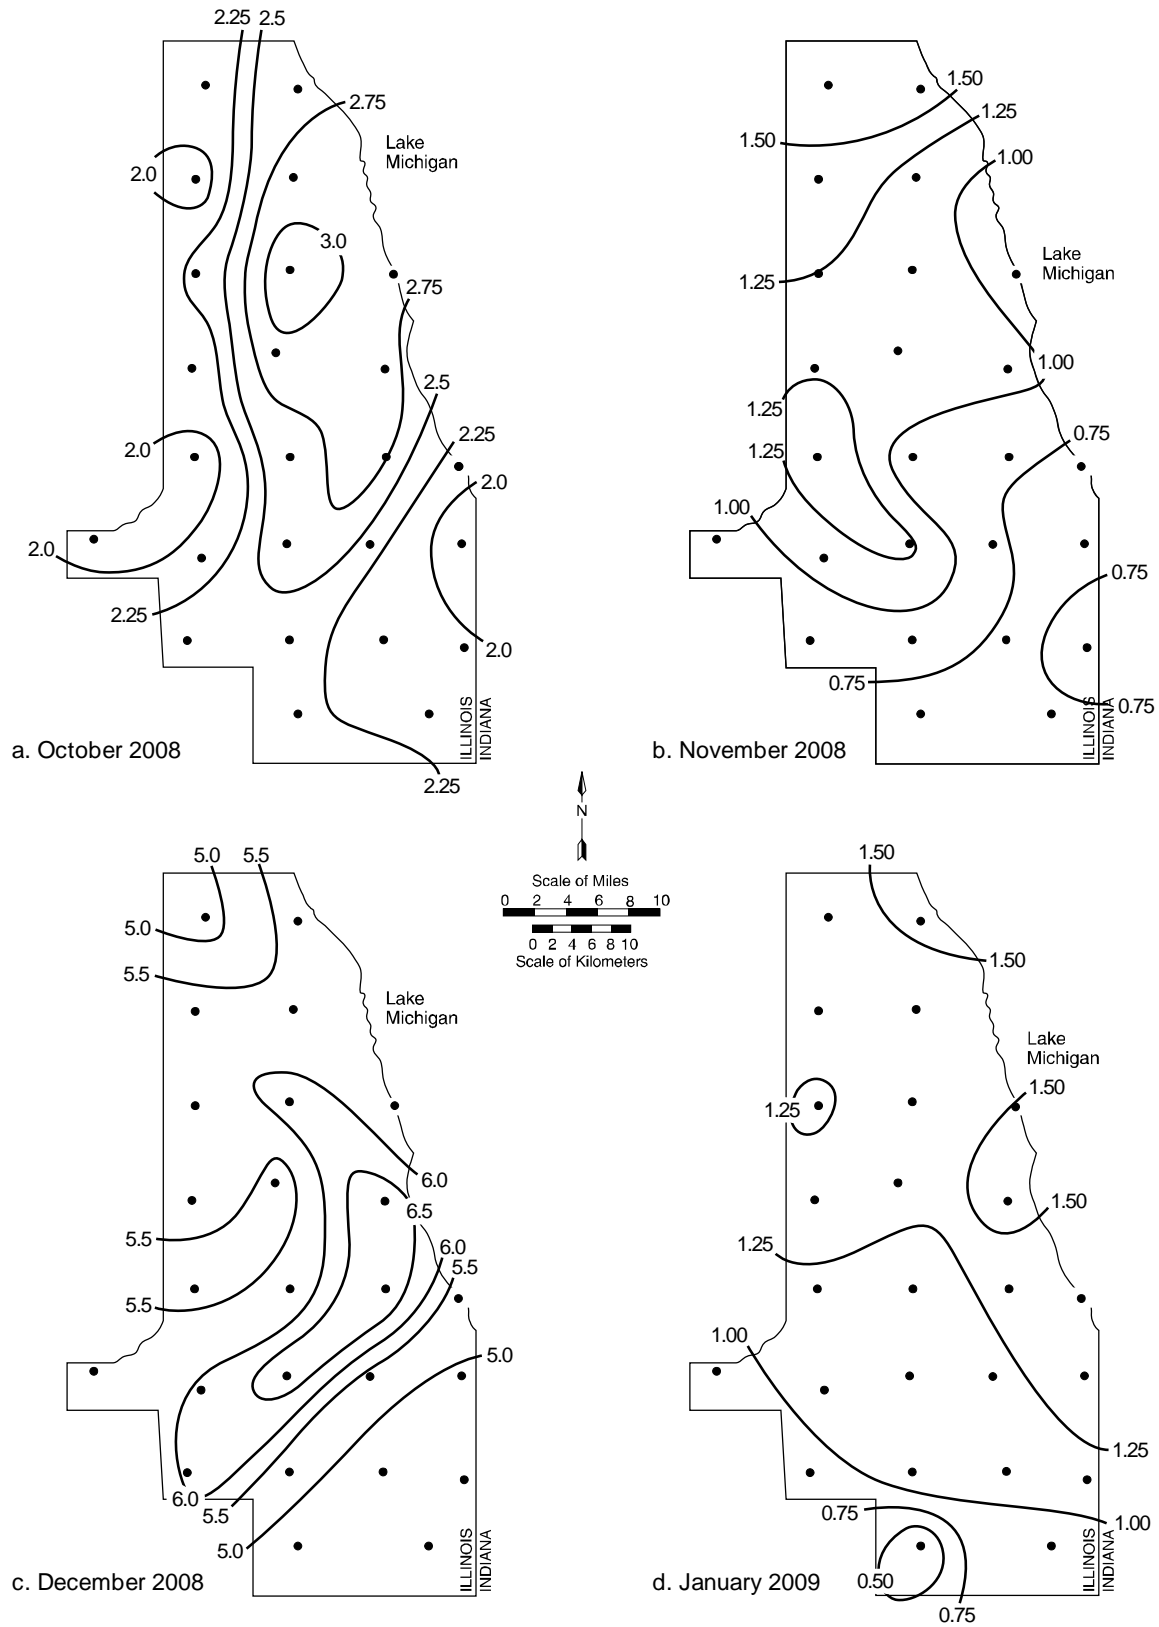 2.25 2.5
2.75
Lake
Michigan
2.0
3.0
2.75
2.5
2.25
2.0
2.0
2.0
2.25
2.0
ILLINOIS
INDIANA
a. October 2008
2.25
1.50
1.25
1.50
1.00
Lake
Michigan
1.25
1.00
1.25
0.75
1.25
1.00
0.75
0.75
0.75
ILLINOIS
INDIANA
b. November 2008
N
Scale of Miles
0 2 4 6 8 10
0 2 4 6 8 10
Scale of Kilometers
5.0 5.5
5.0
5.5
Lake
Michigan
6.0
6.5
5.5
6.0
5.5
5.5
5.0
6.0
5.5
5.0
ILLINOIS
INDIANA
c. December 2008
1.50
1.50
Lake
Michigan
1.50
1.25
1.50
1.25
1.00
1.25
0.75
1.00
0.50
0.75
ILLINOIS
INDIANA
d. January 2009